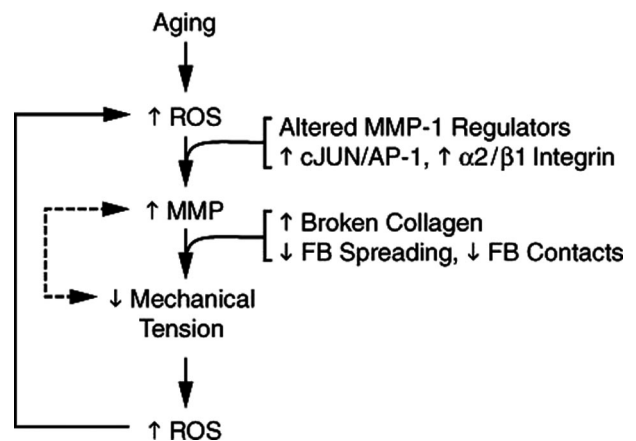 Aging
↑ ROS
Altered MMP-1 Regulators
↑ cJUN/AP-1, ↑ α2/β1 Integrin
↑ MMP
↑ Broken Collagen
↓ FB Spreading, ↓ FB Contacts
↓ Mechanical
Tension
↑ ROS